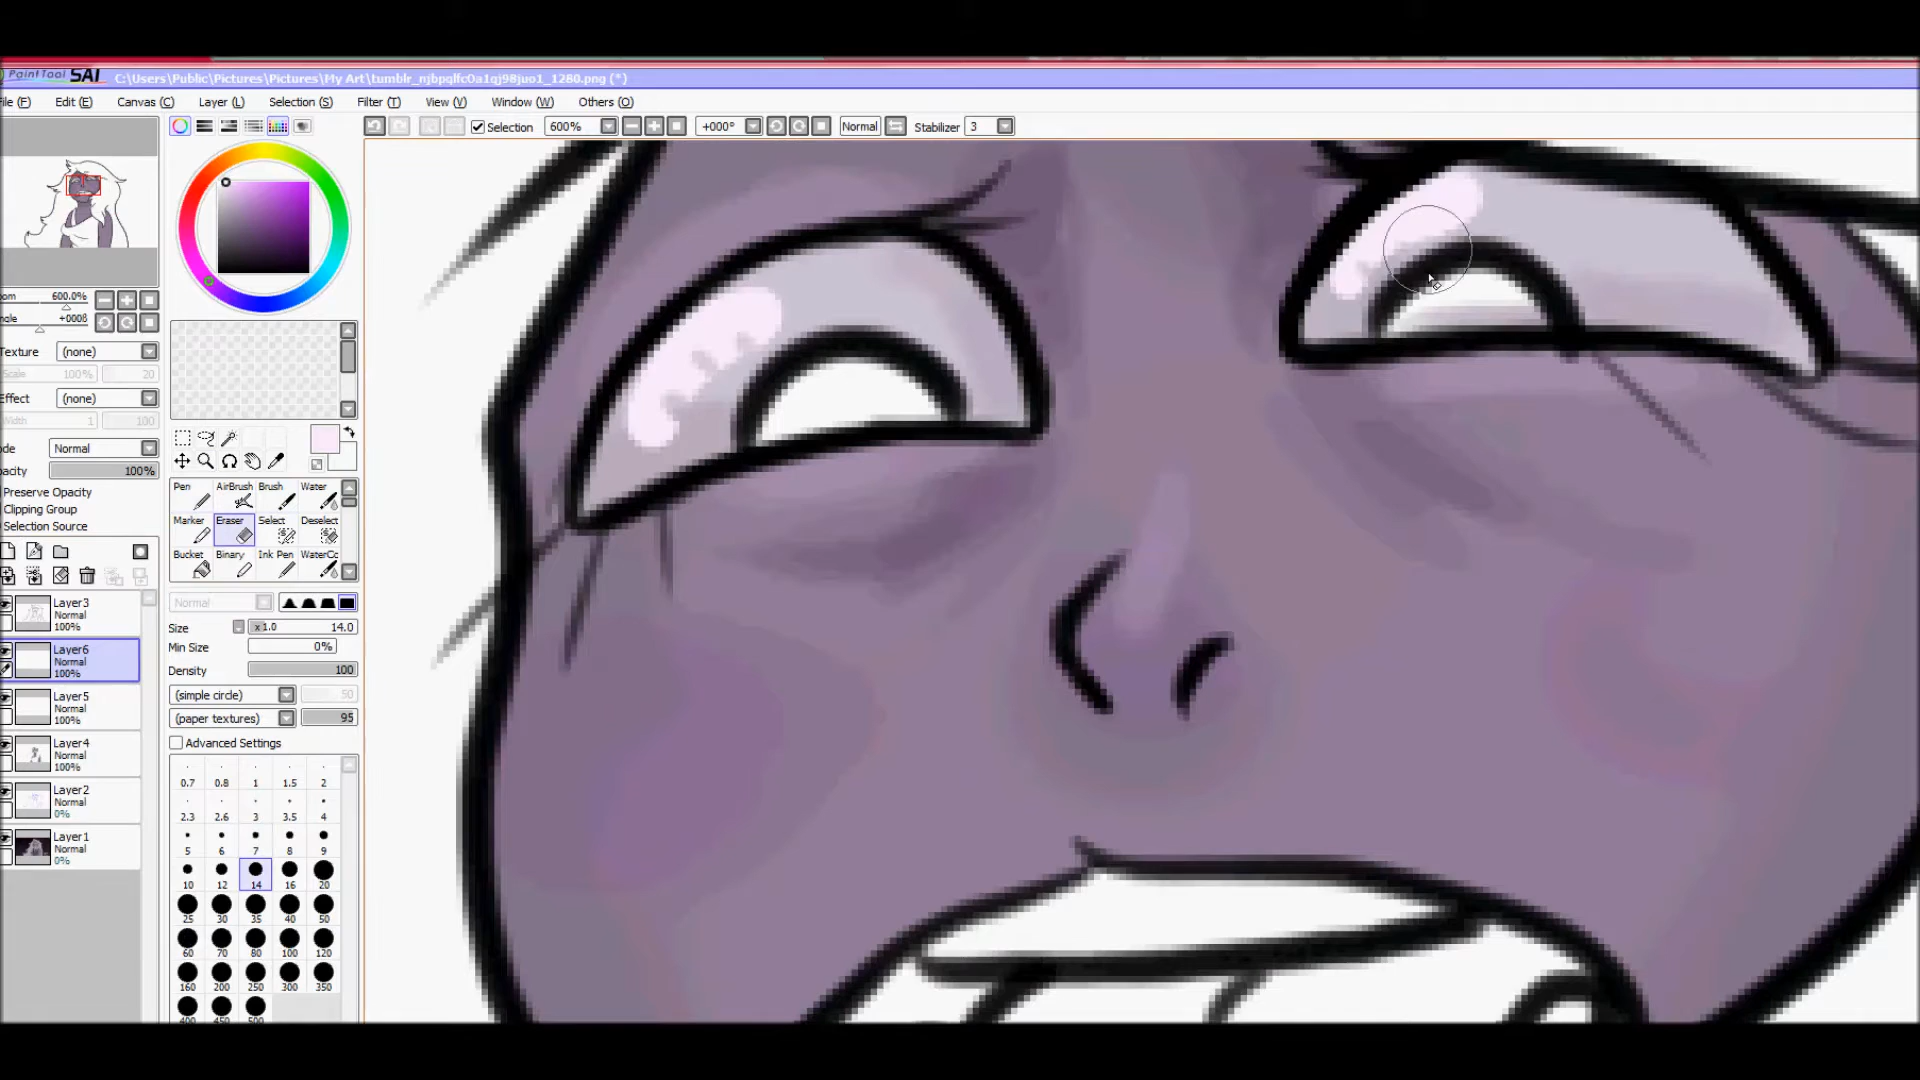 PaintTool SAI C:\Users\Public\Pictures\Pictures\My Art\tumblr_njbpqlfc0a1qj98juo1_1280.png (*)
File (F) Edit (E) Canvas (C) Layer (L) Selection (S) Filter (T) View (V) Window (W) Others (O)
Selection 600% +000° Normal Stabilizer 3
600.0%
Texture (none)
Scale 100% 20
Effect (none)
Width 1 100
Normal
100%
Preserve Opacity
Clipping Group
Selection Source
Layer3
Normal
100%
Layer6
Normal
100%
Layer5
Normal
100%
Layer4
Normal
100%
Layer2
Normal
0%
Layer1
Normal
0%
Pen AirBrush Brush Water
Marker Eraser Select Deselect
Bucket Binary Ink Pen WaterCo
Normal
Size x1.0 14.0
Min Size 0%
Density 100
(simple circle) 50
(paper textures) 95
Advanced Settings
0.7 0.8 1 1.5 2
2.3 2.6 3 3.5 4
5 6 7 8 9
10 12 14 16 20
25 30 35 40 50
60 70 80 100 120
160 200 250 300 350
400 450 500